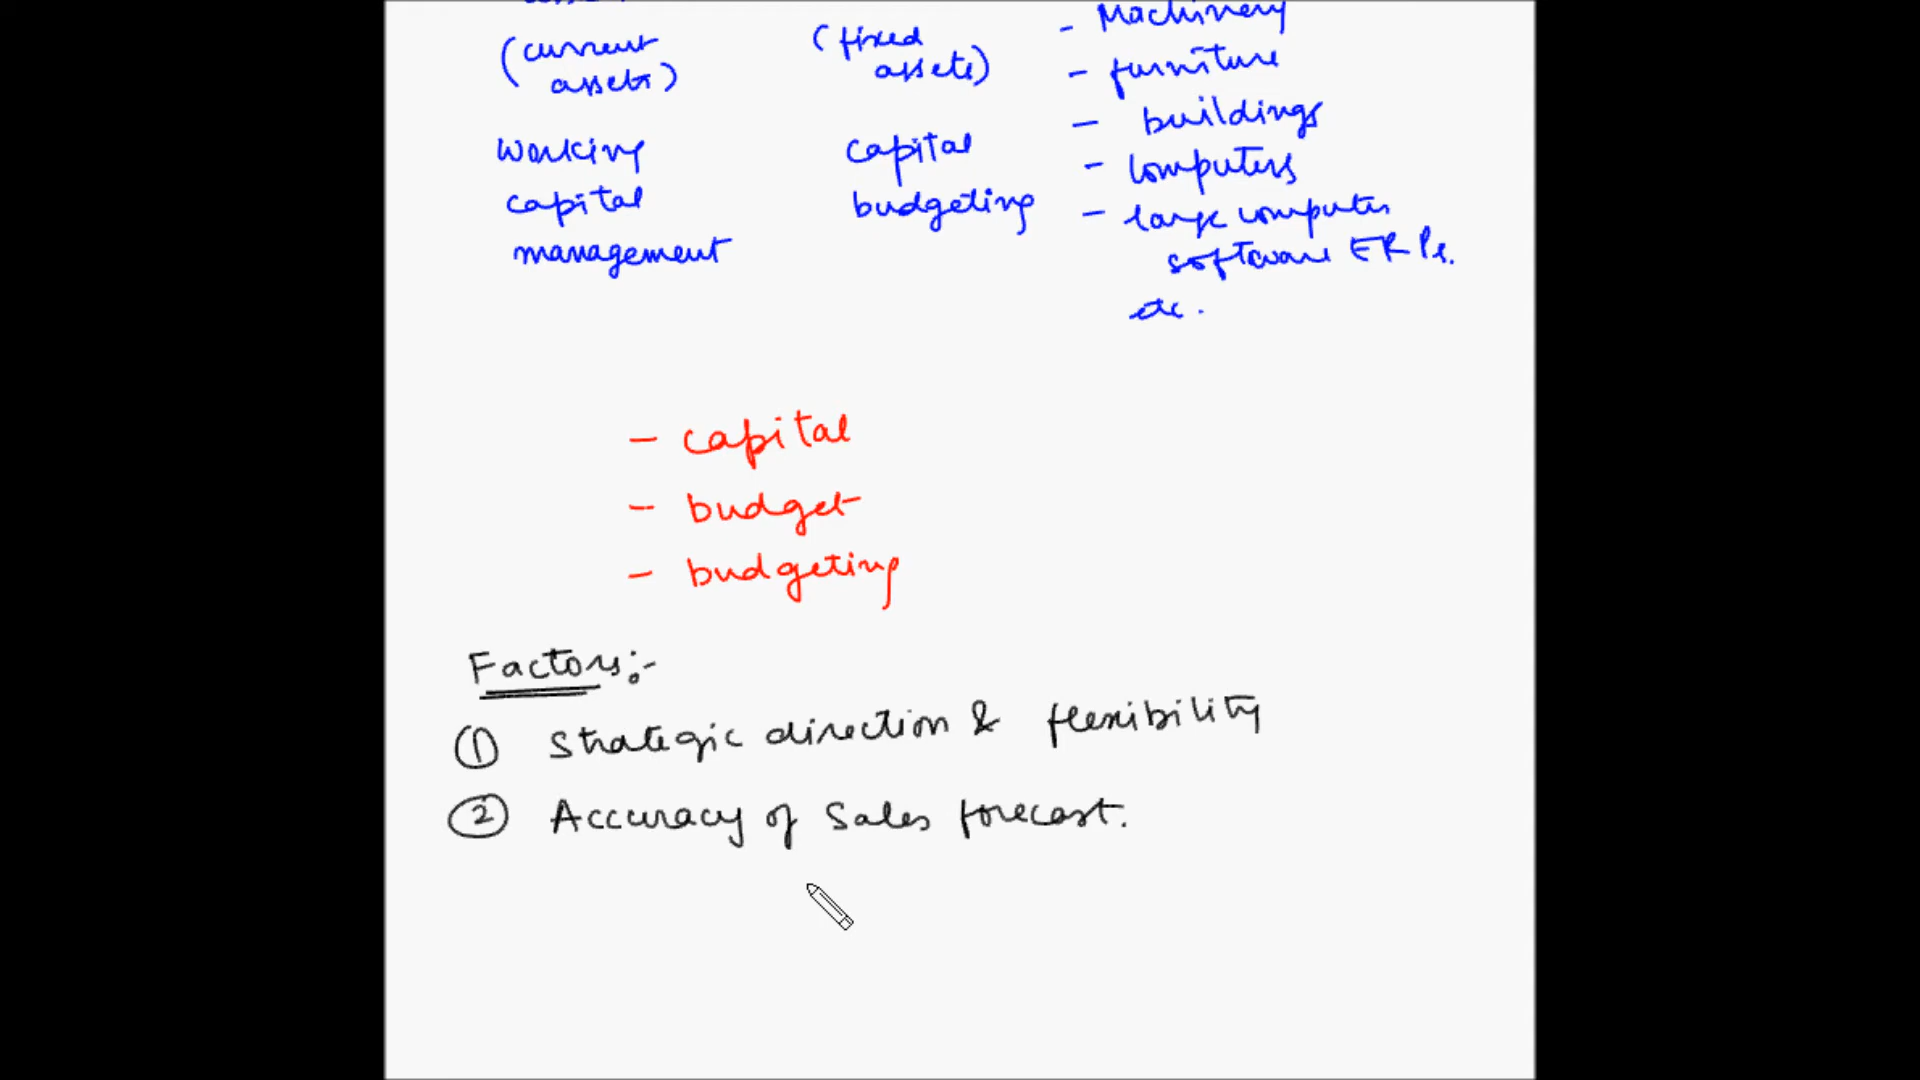 (current
assets)
working
capital
management
(fixed
assets)
capital
budgeting
- Machinery
- furniture
- buildings
- Computers
- large computer
software ERPs.
etc.
- capital
- budget
- budgeting
Factors:-
① Strategic direction & flexibility
② Accuracy of Sales forecast.